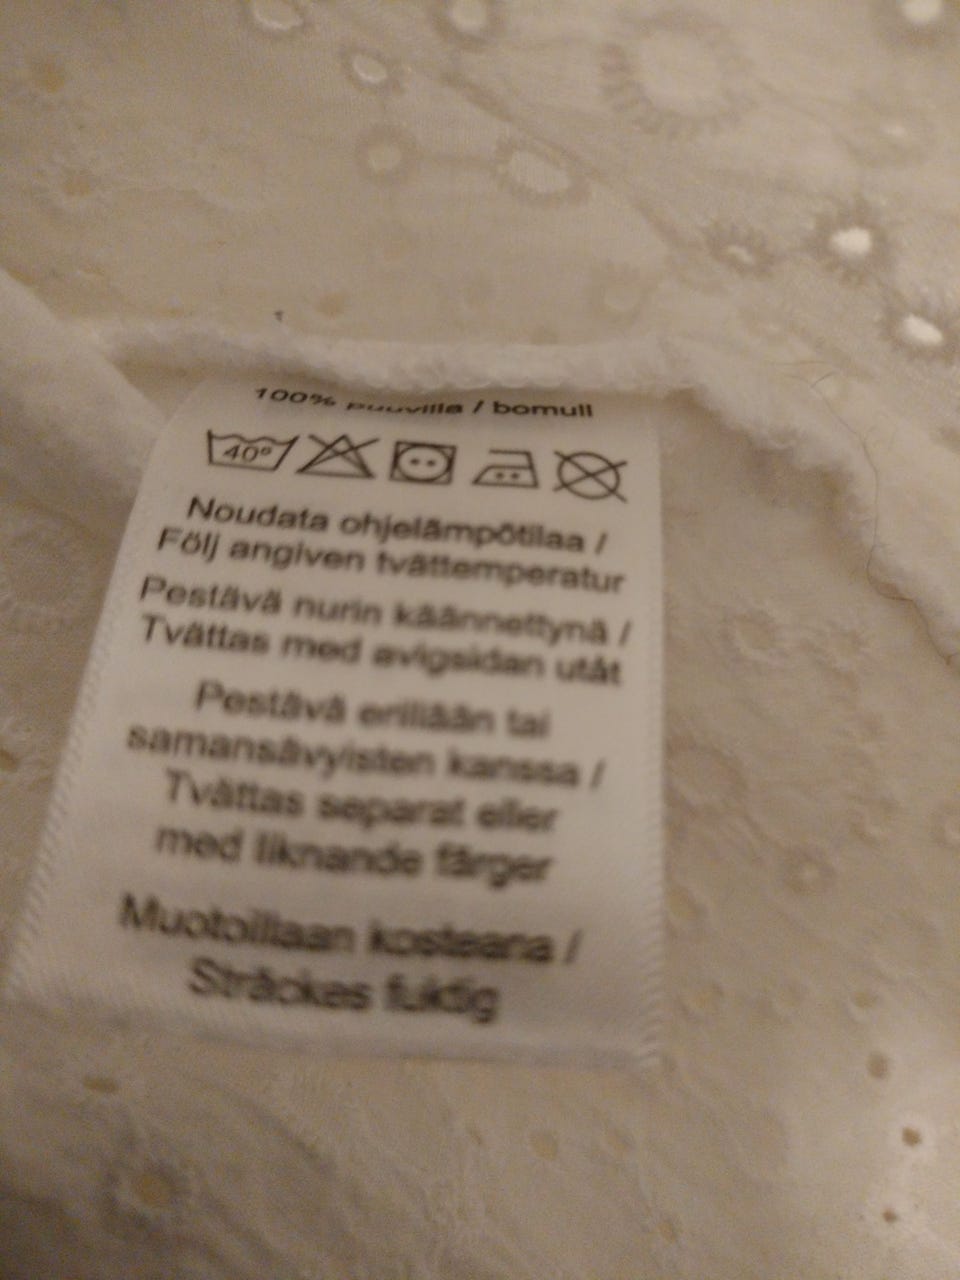 100% puuvilla / bomull
40°
Noudata ohjelämpötilaa /
Följ angiven tvättemperatur
Pestävä nurin käännettynä /
Tvättas med avigsidan utåt
Pestävä erillään tai
samansävyisten kanssa /
Tvättas separat eller
med liknande färger
Muotoillaan kosteana /
Sträckes fuktig